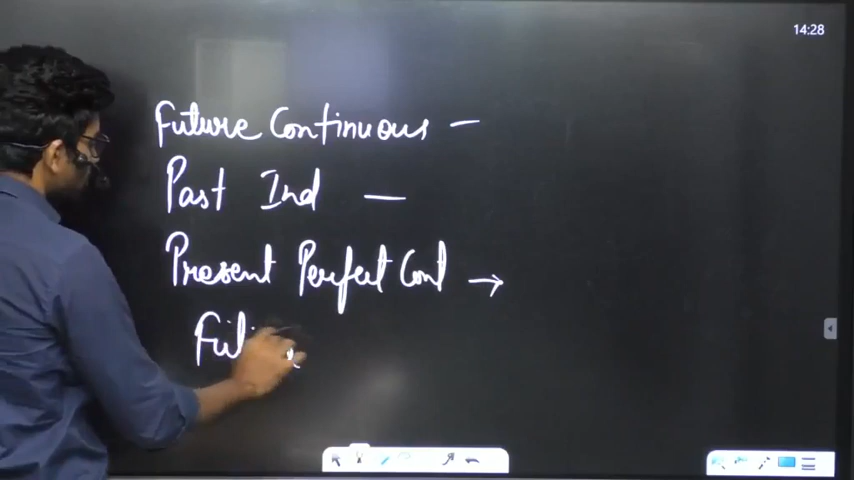 14:28
Future Continuous -
Past Ind —
Present Perfect Cont →